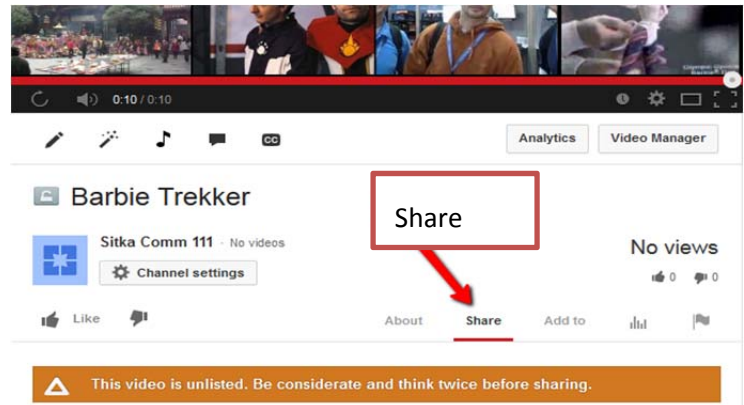 0:10 / 0:10
CC
Analytics Video Manager
Barbie Trekker
Share
Sitka Comm 111 · No videos
No views
Channel settings
0 0
Like
About Share Add to
This video is unlisted. Be considerate and think twice before sharing.